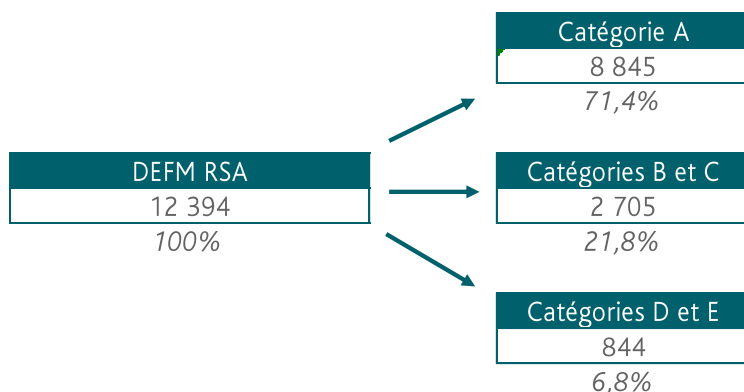 Catégorie A
8 845
71,4%
DEFM RSA
12 394
100%
Catégories B et C
2 705
21,8%
Catégories D et E
844
6,8%